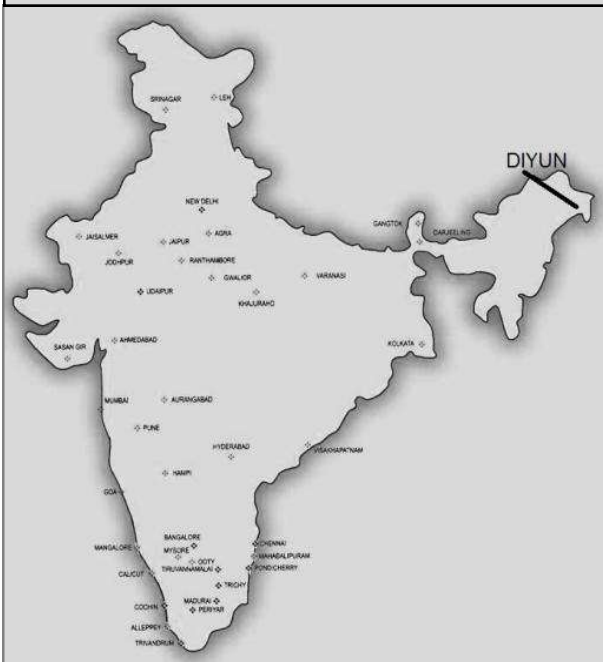 SRINAGAR
LEH
DIYUN
NEW DELHI
GANGTOK
JAISALMER
AGRA
DARJEELING
JAIPUR
JODHPUR
RANTHAMBORE
GWALIOR
VARANASI
UDAIPUR
KHAJURAHO
AHMEDABAD
KOLKATA
SASAN GIR
MUMBAI
AURANGABAD
PUNE
HYDERABAD
VISAKHAPATNAM
HAMPI
GOA
BANGALORE
CHENNAI
MANGALORE
MYSORE
MAHABALIPURAM
OOTY
TIRUVANNAMALAI
PONDICHERRY
CALICUT
TRICHY
MADURAI
COCHIN
PERIYAR
ALLEPPEY
TRIVANDRUM